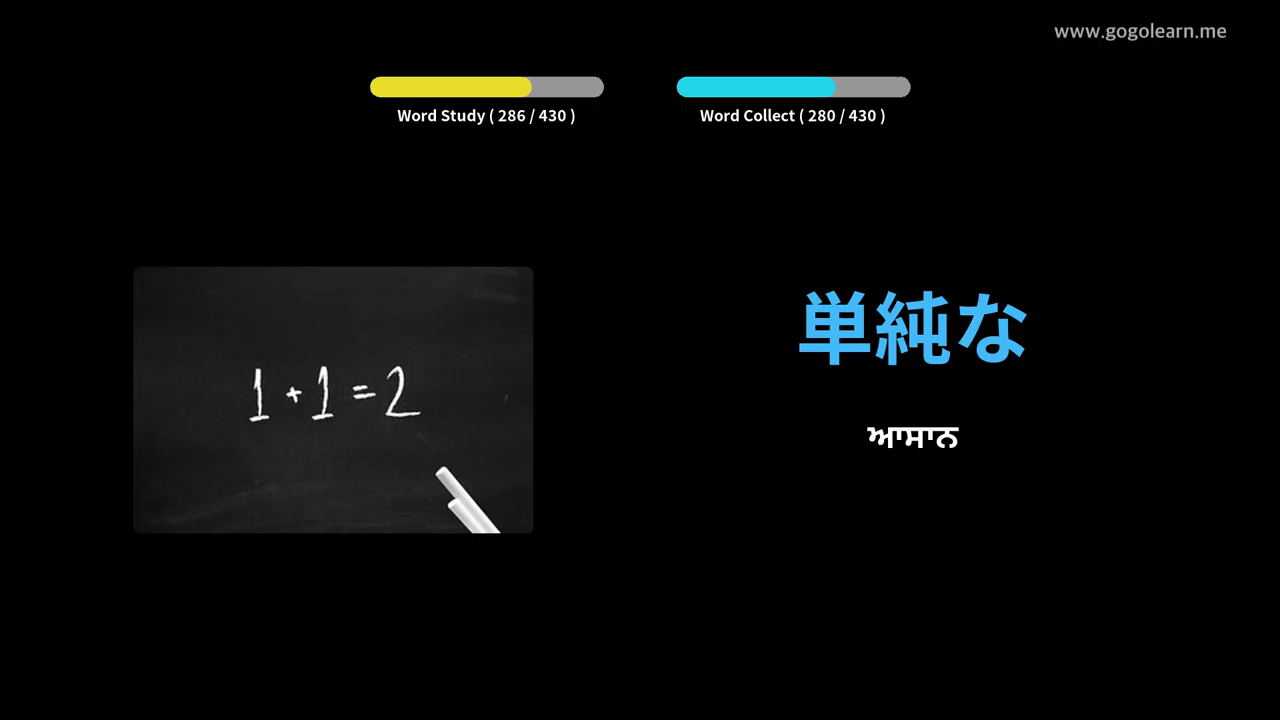 www.gogolearn.me
Word Study ( 286 / 430 )
Word Collect ( 280 / 430 )
1 + 1 = 2
単純な
ਆਸਾਨ